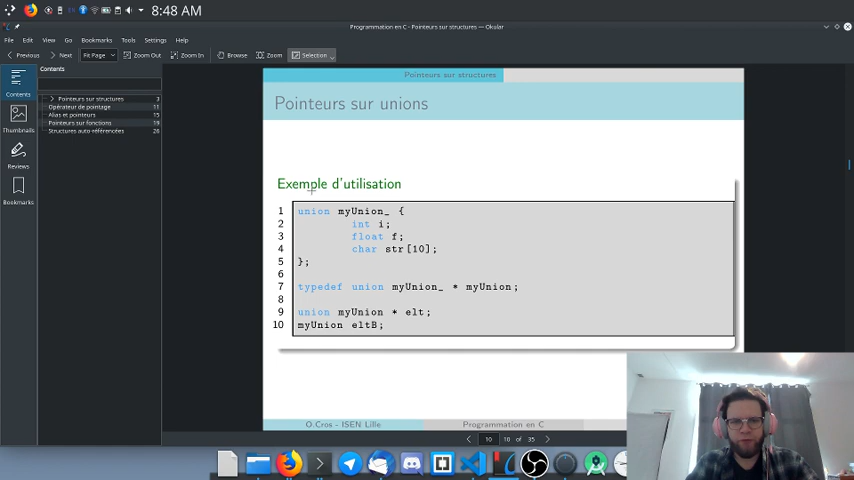 8:48 AM
Programmation en C - Pointeurs sur structures — Okular
File Edit View Go Bookmarks Tools Settings Help
Previous Next Fit Page Zoom Out Zoom In Browse Zoom Selection
Contents
Contents
Thumbnails
Reviews
Bookmarks
Pointeurs sur structures 3
Opérateur de pointage 11
Alias et pointeurs 15
Pointeurs sur fonctions 19
Structures auto-référencées 26
Pointeurs sur structures
Pointeurs sur unions
Exemple d'utilisation
1 union myUnion_ {
2 int i;
3 float f;
4 char str[10];
5 };
6
7 typedef union myUnion_ * myUnion;
8
9 union myUnion * elt;
10 myUnion eltB;
O.Cros - ISEN Lille Programmation en C
10 10 of 35